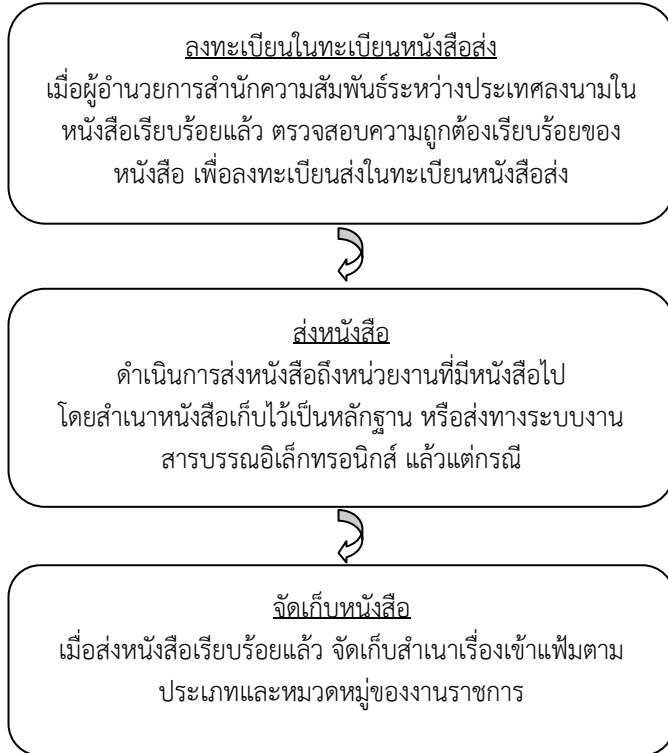 ลงทะเบียนในทะเบียนหนังสือส่ง
เมื่อผู้อำนวยการสำนักความสัมพันธ์ระหว่างประเทศลงนามใน
หนังสือเรียบร้อยแล้ว ตรวจสอบความถูกต้องเรียบร้อยของ
หนังสือ เพื่อลงทะเบียนส่งในทะเบียนหนังสือส่ง
ส่งหนังสือ
ดำเนินการส่งหนังสือถึงหน่วยงานที่มีหนังสือไป
โดยสำเนาหนังสือเก็บไว้เป็นหลักฐาน หรือส่งทางระบบงาน
สารบรรณอิเล็กทรอนิกส์ แล้วแต่กรณี
จัดเก็บหนังสือ
เมื่อส่งหนังสือเรียบร้อยแล้ว จัดเก็บสำเนาเรื่องเข้าแฟ้มตาม
ประเภทและหมวดหมู่ของงานราชการ